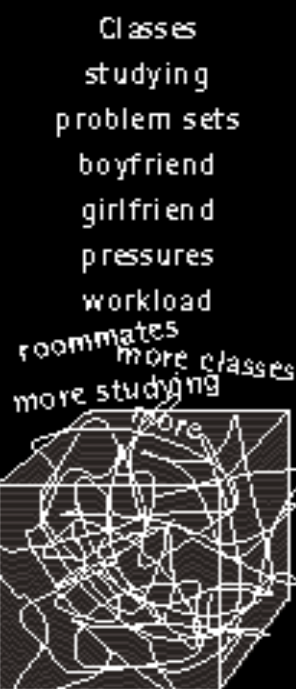 Classes
studying
problem sets
boyfriend
girlfriend
pressures
workload
roommates
more classes
more studying
more